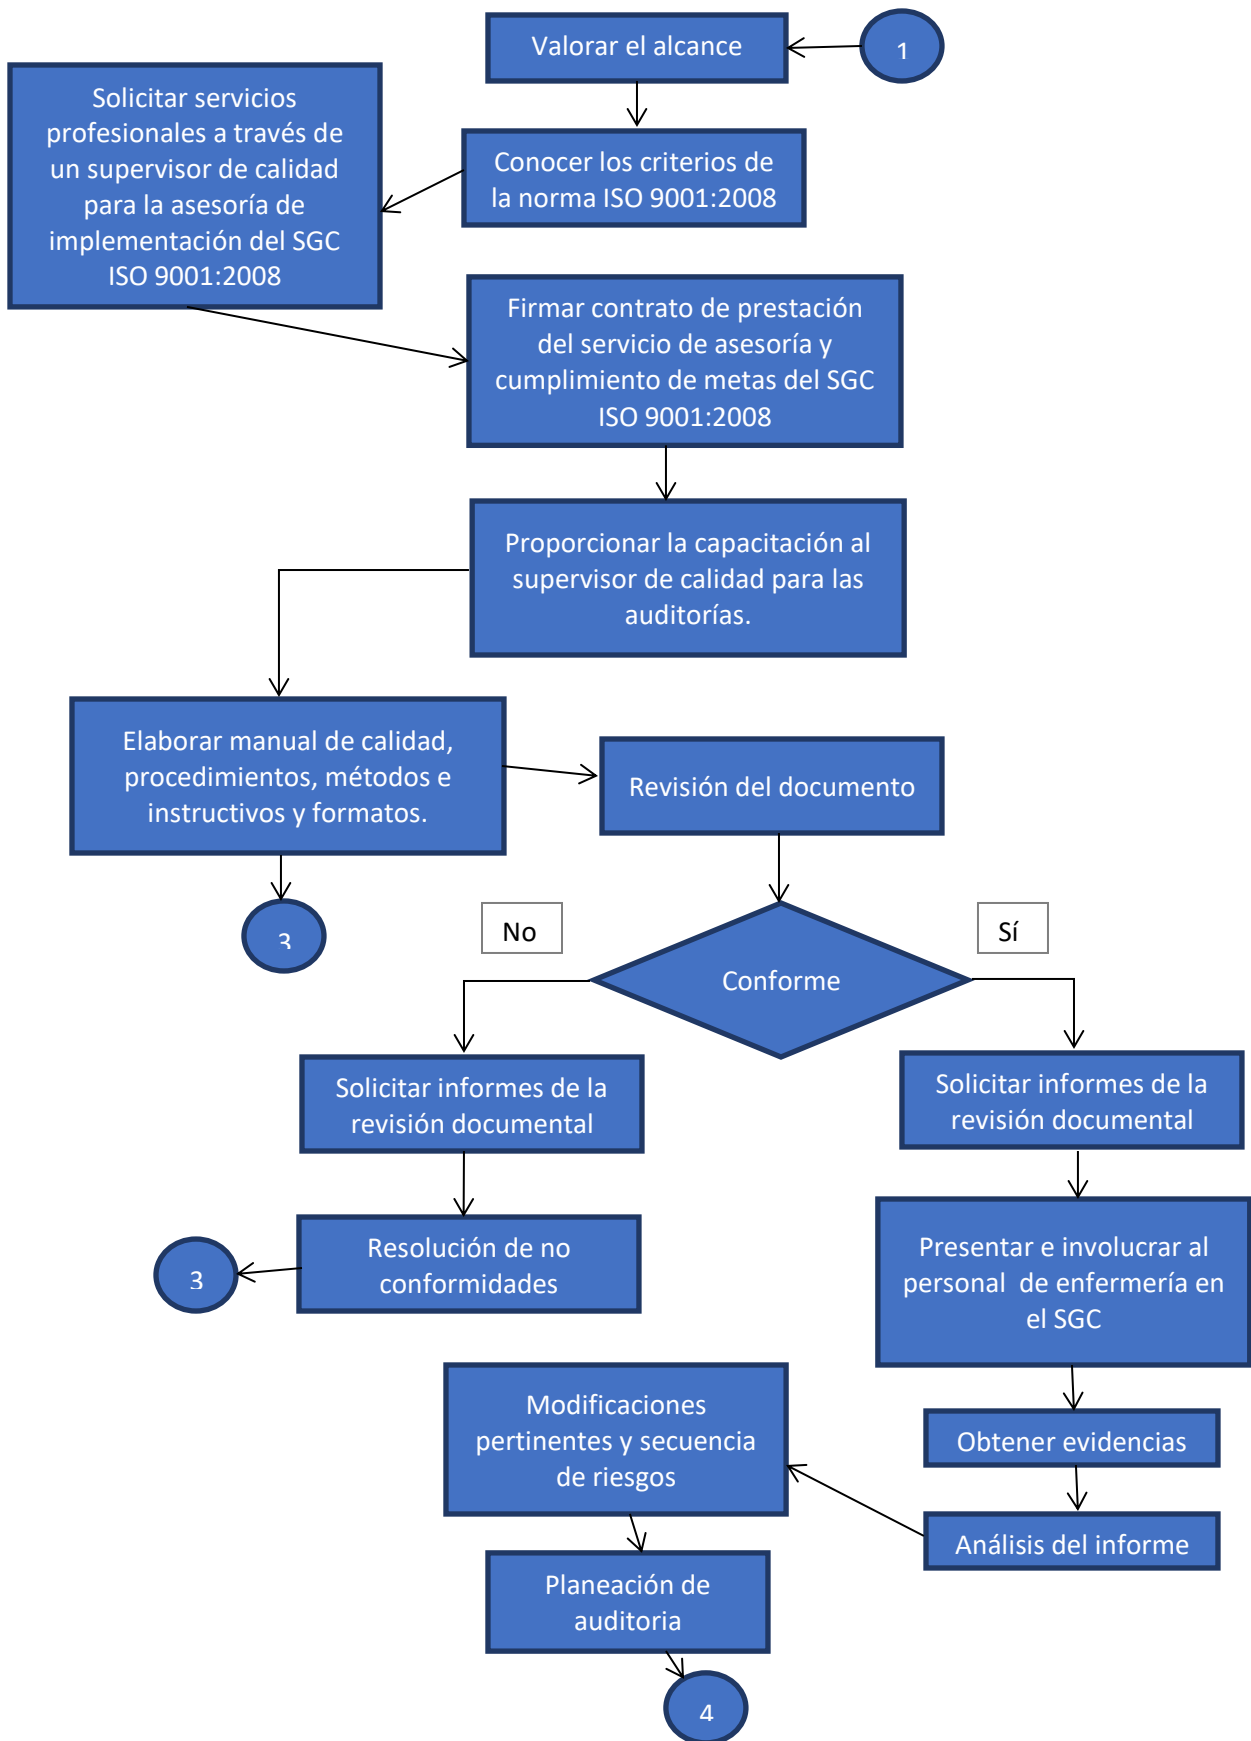 Valorar el alcance
1
Solicitar servicios
profesionales a través de
un supervisor de calidad
para la asesoría de
implementación del SGC
ISO 9001:2008
Conocer los criterios de
la norma ISO 9001:2008
Firmar contrato de prestación
del servicio de asesoría y
cumplimiento de metas del SGC
ISO 9001:2008
Proporcionar la capacitación al
supervisor de calidad para las
auditorías.
Elaborar manual de calidad,
procedimientos, métodos e
instructivos y formatos.
Revisión del documento
3
No
Sí
Conforme
Solicitar informes de la
revisión documental
Solicitar informes de la
revisión documental
Resolución de no
conformidades
3
Presentar e involucrar al
personal de enfermería en
el SGC
Modificaciones
pertinentes y secuencia
de riesgos
Obtener evidencias
Análisis del informe
Planeación de
auditoria
4